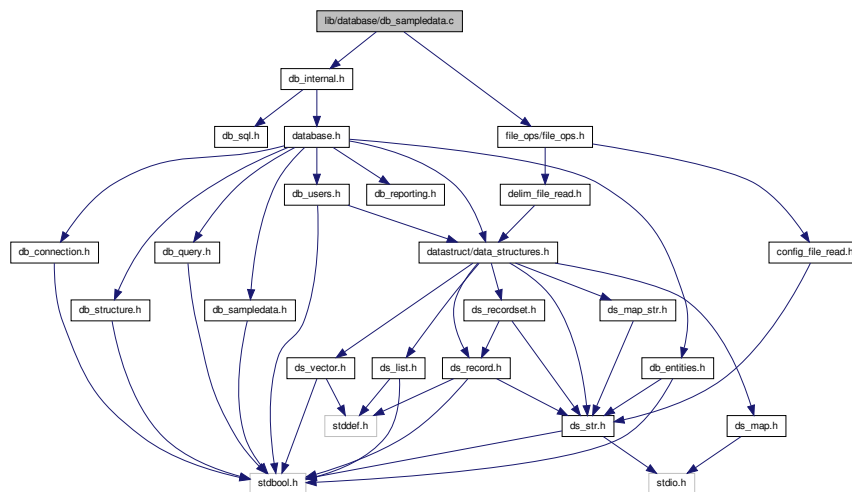 lib/database/db_sampledata.c
db_internal.h
db_sql.h
database.h
file_ops/file_ops.h
db_users.h
db_reporting.h
delim_file_read.h
db_connection.h
db_query.h
datastruct/data_structures.h
config_file_read.h
db_structure.h
db_sampledata.h
ds_recordset.h
ds_map_str.h
ds_vector.h
ds_list.h
ds_record.h
db_entities.h
stddef.h
ds_str.h
ds_map.h
stdbool.h
stdio.h